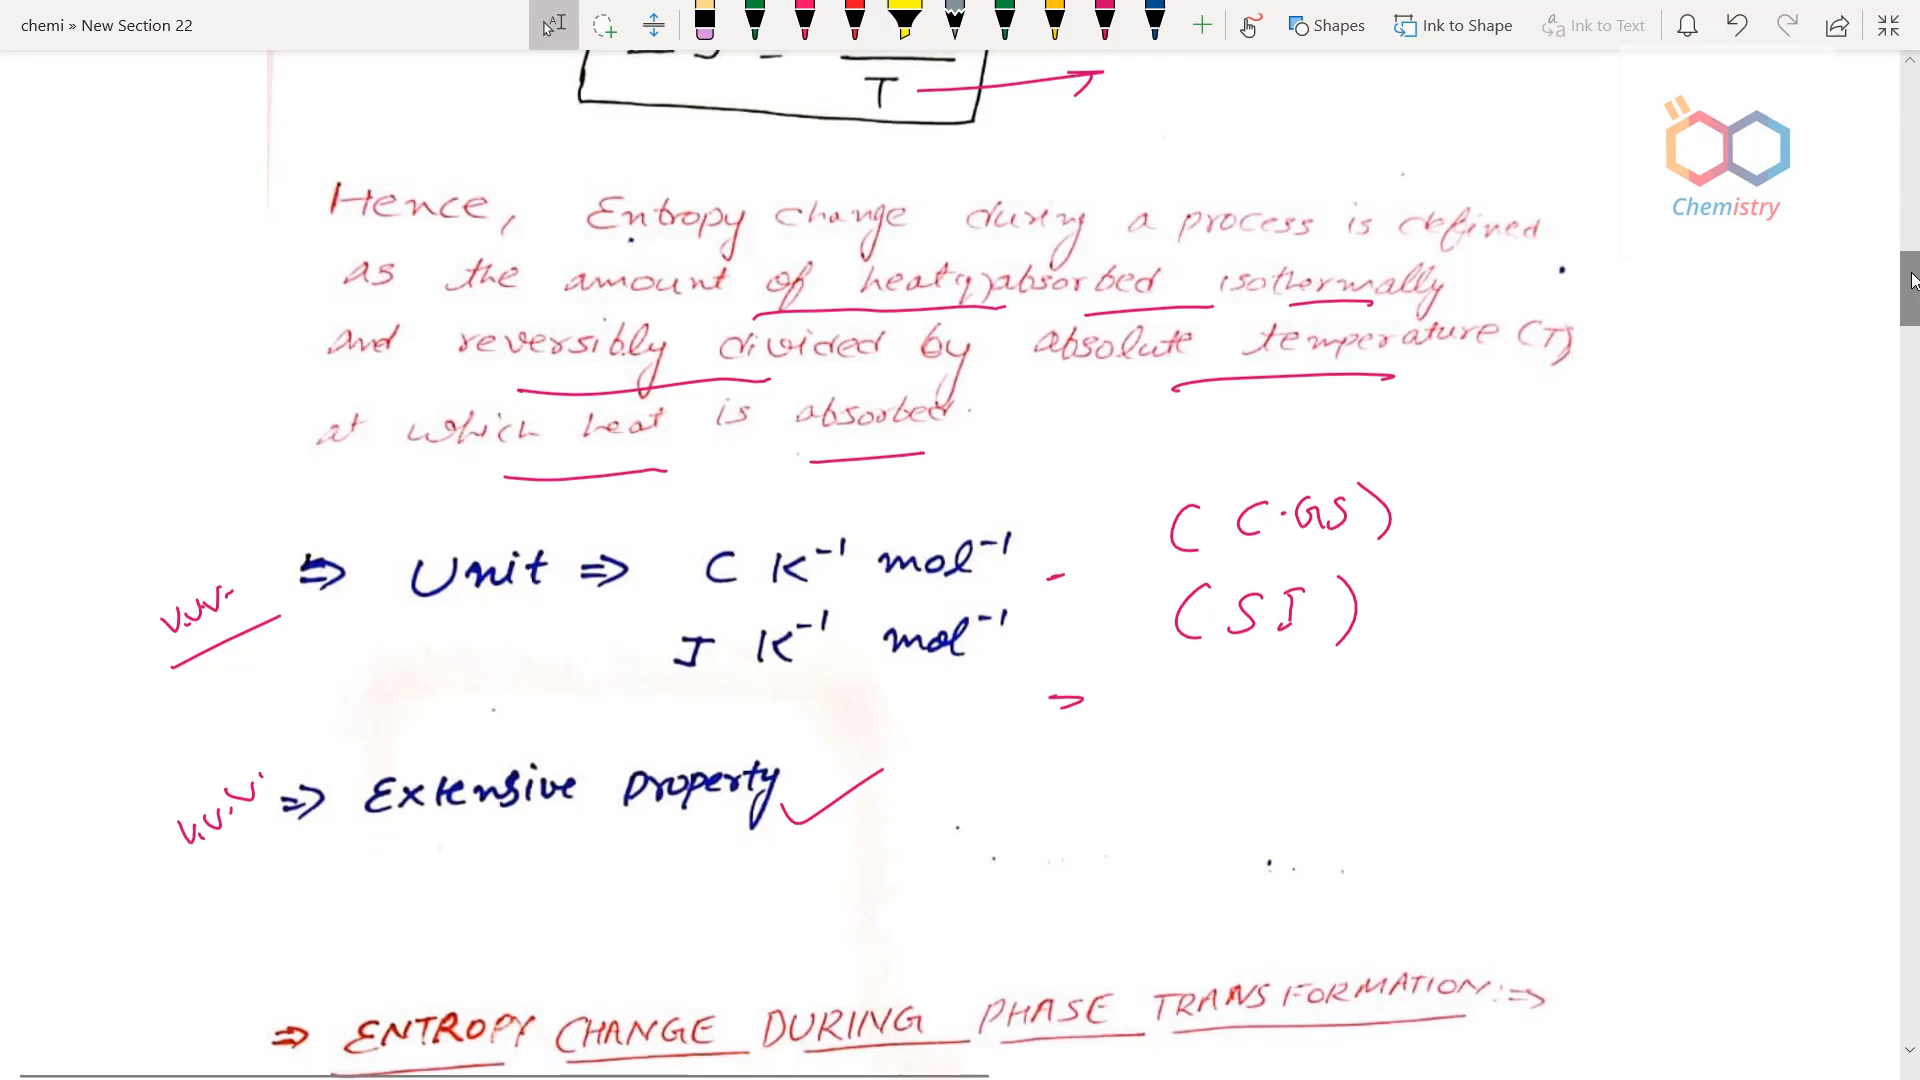 chemi » New Section 22
Shapes
Ink to Shape
Ink to Text
T
Chemistry
Hence, Entropy change during a process is defined
as the amount of heat(q) absorbed isothermally
and reversibly divided by absolute temperature (T)
at which heat is absorbed.
V.V.V.
⇒ Unit ⇒ C K⁻¹ mol⁻¹ - (C.GS)
J K⁻¹ mol⁻¹ (SI)
⇒
V.V.V. ⇒ Extensive Property ✓
⇒ ENTROPY CHANGE DURING PHASE TRANSFORMATION: ⇒